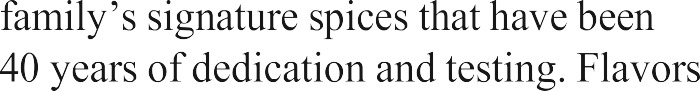 family’s signature spices that have been
40 years of dedication and testing. Flavors